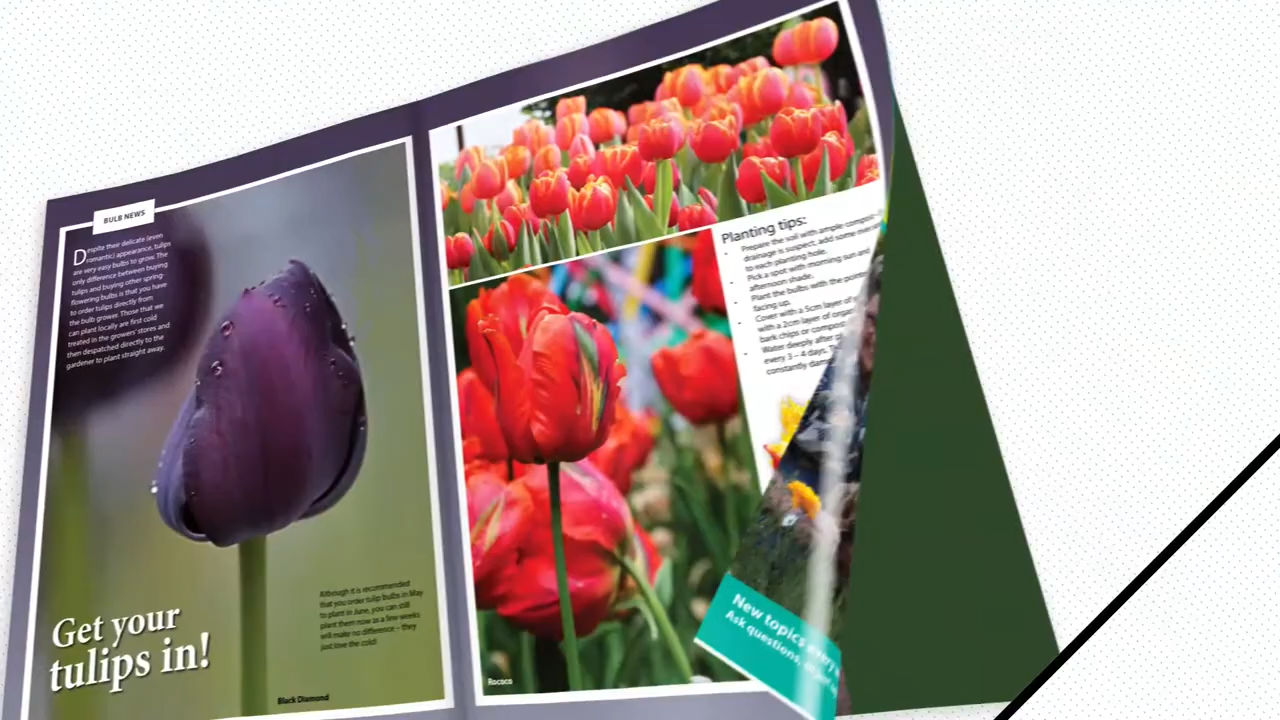 BULB NEWS
Despite their delicate (even
romantic) appearance, tulips
are very easy bulbs to grow. The
only difference between buying
tulips and buying other spring-
flowering bulbs is that you have
to order tulips directly from
the bulb grower. Those that we
can plant locally are first cold
treated in the growers' stores and
then despatched directly to the
gardener to plant straight away.
Get your
tulips in!
Although it is recommended
that you order tulip bulbs in May
to plant in June, you can still
plant them now as a few weeks
will make no difference – they
just love the cold!
Black Diamond
Rococo
Planting tips:
Prepare the soil with ample
drainage is suspect, add some
to each planting hole.
Pick a spot with morning sun and
afternoon shade.
Plant the bulbs with the
facing up.
Cover with a 5cm layer of
with a 2cm layer of
bark chips or
Water deeply after
every 3 – 4 days.
constantly
New topics
Ask questions,